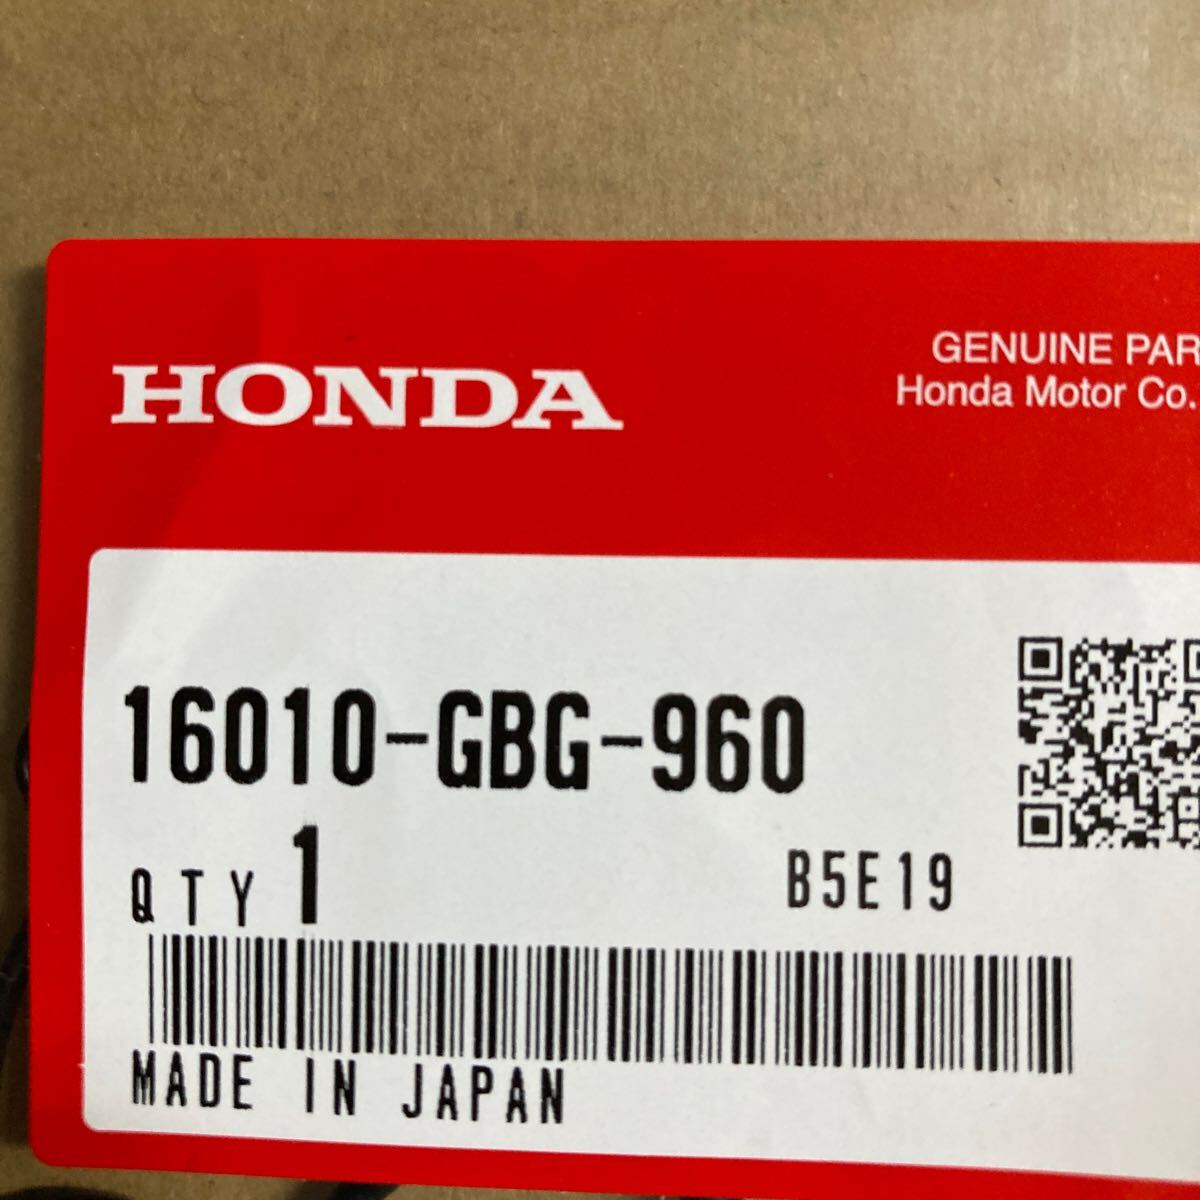 HONDA
GENUINE PAR
Honda Motor Co.
16010-GBG-960
QTY 1
B5E19
MADE IN JAPAN